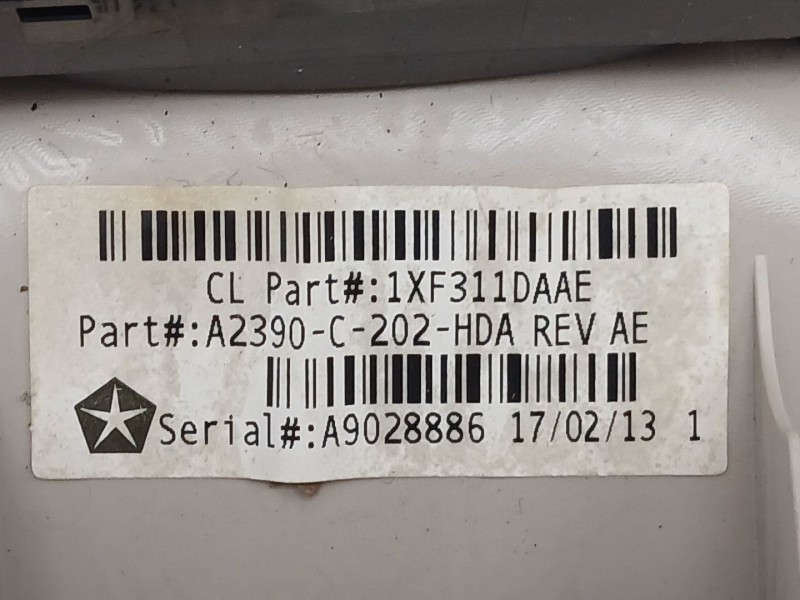 CL Part#:1XF311DAAE
Part#:A2390-C-202-HDA REV AE
Serial#:A9028886 17/02/13 1